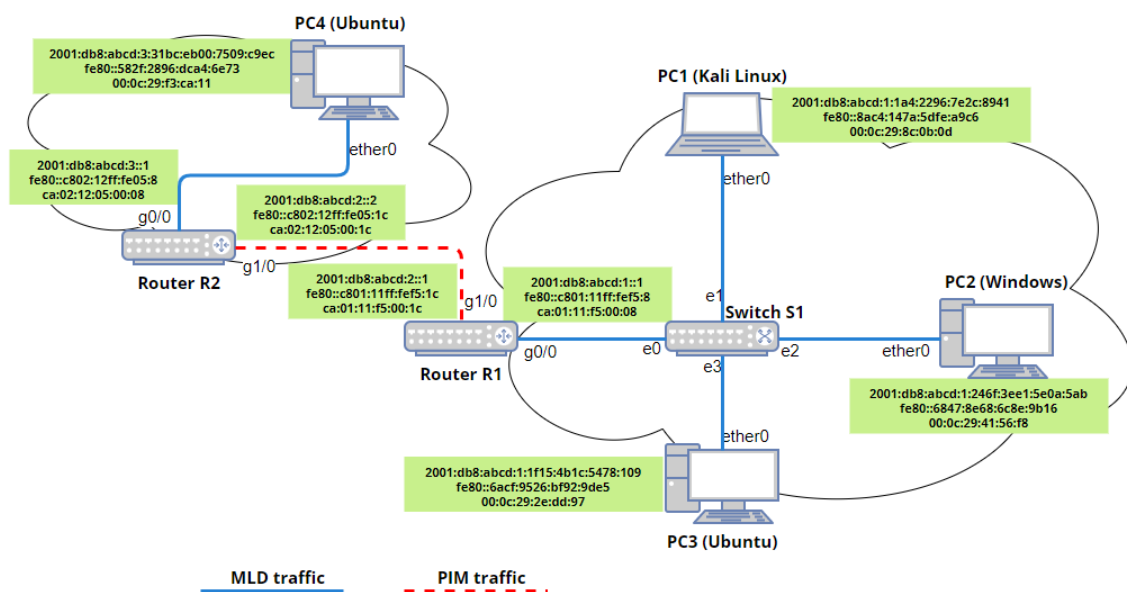 PC4 (Ubuntu)
2001:db8:abcd:3:31bc:eb00:7509:c9ec
fe80::582f:2896:dca4:6e73
00:0c:29:f3:ca:11
ether0
2001:db8:abcd:3::1
fe80::c802:12ff:fe05:8
ca:02:12:05:00:08
g0/0
2001:db8:abcd:2::2
fe80::c802:12ff:fe05:1c
ca:02:12:05:00:1c
g1/0
Router R2
PC1 (Kali Linux)
2001:db8:abcd:1:1a4:2296:7e2c:8941
fe80::8ac4:147a:5dfe:a9c6
00:0c:29:8c:0b:0d
ether0
2001:db8:abcd:2::1
fe80::c801:11ff:fef5:1c
ca:01:11:f5:00:1c
g1/0
2001:db8:abcd:1::1
fe80::c801:11ff:fef5:8
ca:01:11:f5:00:08
g0/0
Router R1
e1
Switch S1
e0
e2
e3
PC2 (Windows)
ether0
2001:db8:abcd:1:246f:3ee1:5e0a:5ab
fe80::6847:8e68:6c8e:9b16
00:0c:29:41:56:f8
ether0
2001:db8:abcd:1:1f15:4b1c:5478:109
fe80::6acf:9526:bf92:9de5
00:0c:29:2e:dd:97
PC3 (Ubuntu)
MLD traffic
PIM traffic